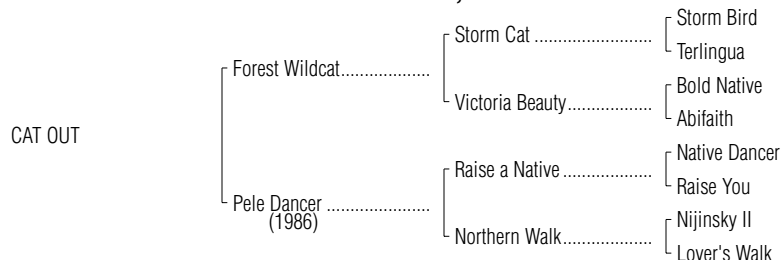 Storm Bird
Storm Cat ........................
Terlingua
Forest Wildcat...................
Bold Native
Victoria Beauty.................
Abifaith
CAT OUT
Native Dancer
Raise a Native ..................
Raise You
Pele Dancer ......................
(1986)
Nijinsky II
Northern Walk..................
Lover's Walk